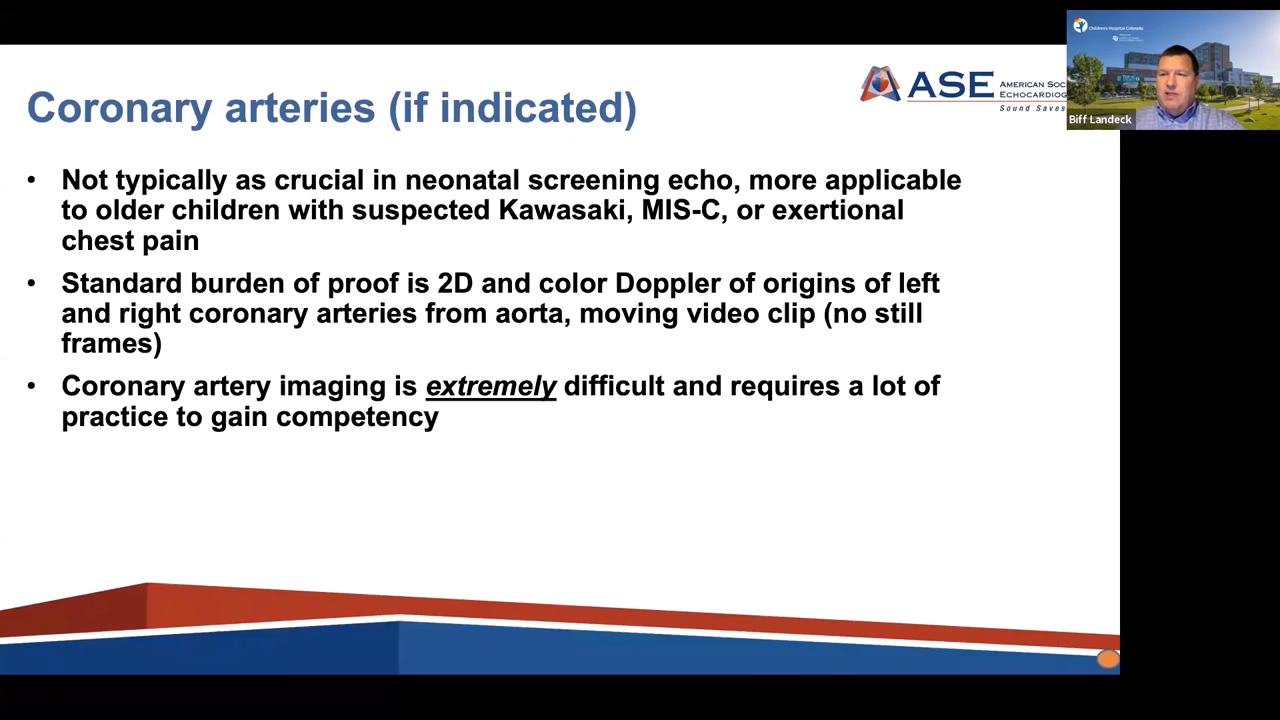 Coronary arteries (if indicated)
ASE
AMERICAN SOC
ECHOCARDIOG
Sound Saves
Children's Hospital Colorado
Biff Landeck
• Not typically as crucial in neonatal screening echo, more applicable
to older children with suspected Kawasaki, MIS-C, or exertional
chest pain
• Standard burden of proof is 2D and color Doppler of origins of left
and right coronary arteries from aorta, moving video clip (no still
frames)
• Coronary artery imaging is extremely difficult and requires a lot of
practice to gain competency